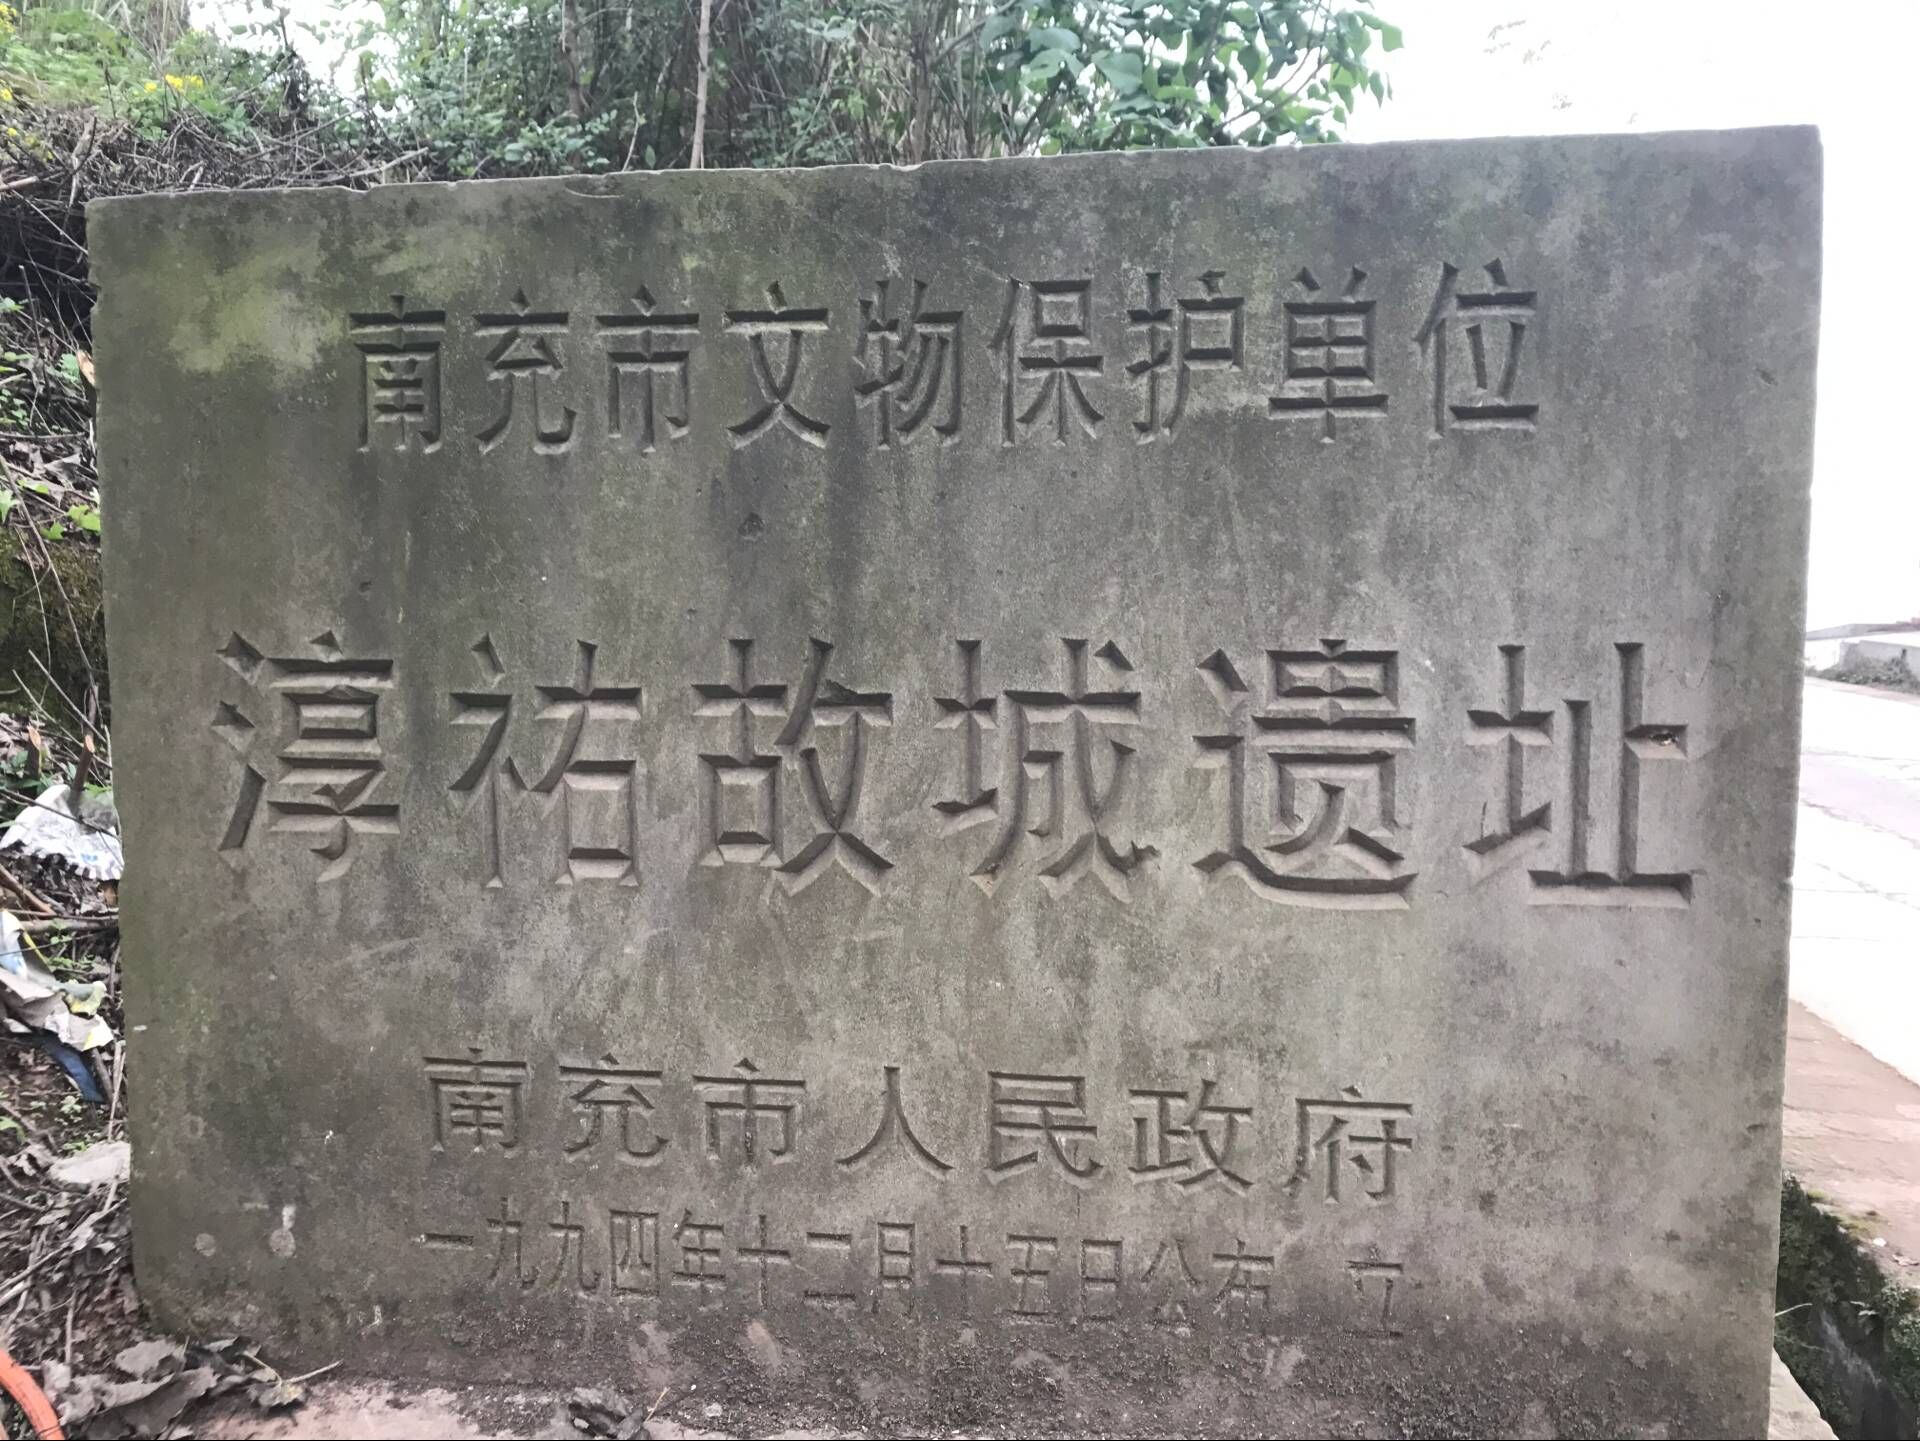 南充市文物保护单位
淳祐故城遗址
南充市人民政府
一九九四年十二月十五日公布 立